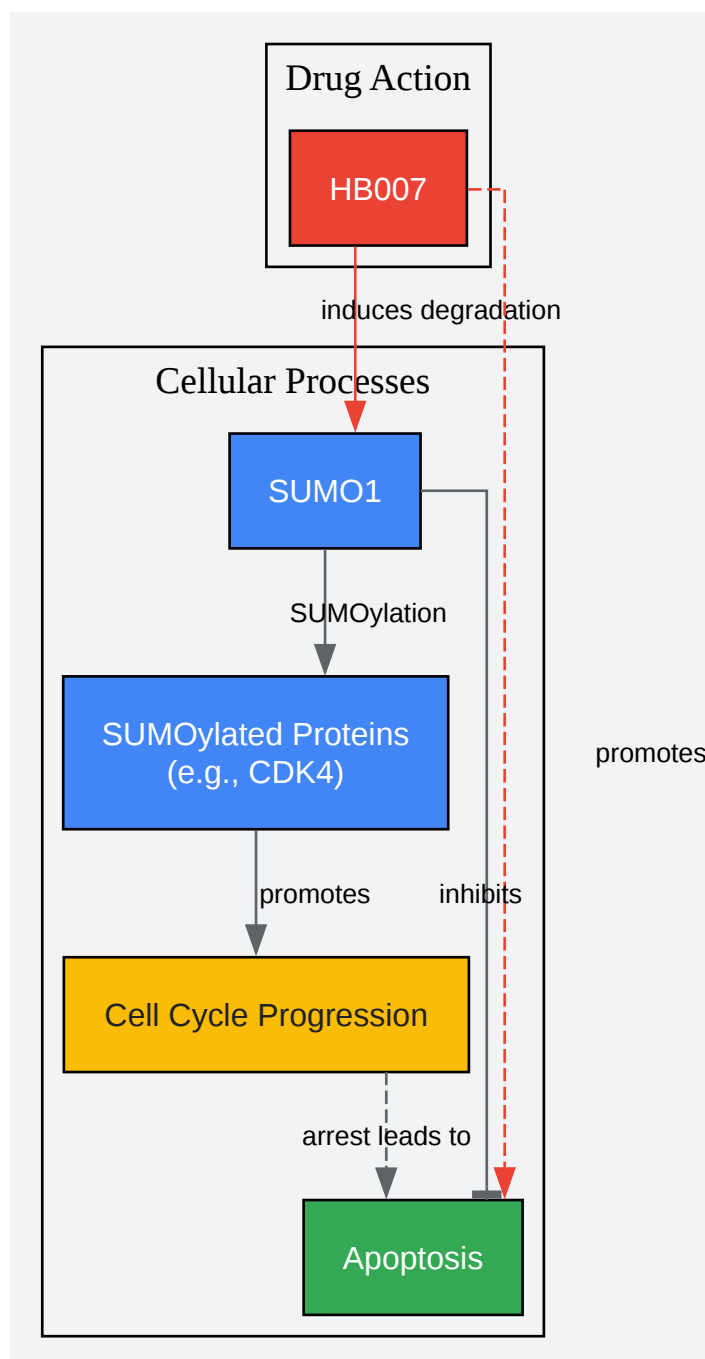 Drug Action
HB007
induces degradation
Cellular Processes
SUMO1
SUMOylation
SUMOylated Proteins
(e.g., CDK4)
promotes
promotes
inhibits
Cell Cycle Progression
arrest leads to
Apoptosis